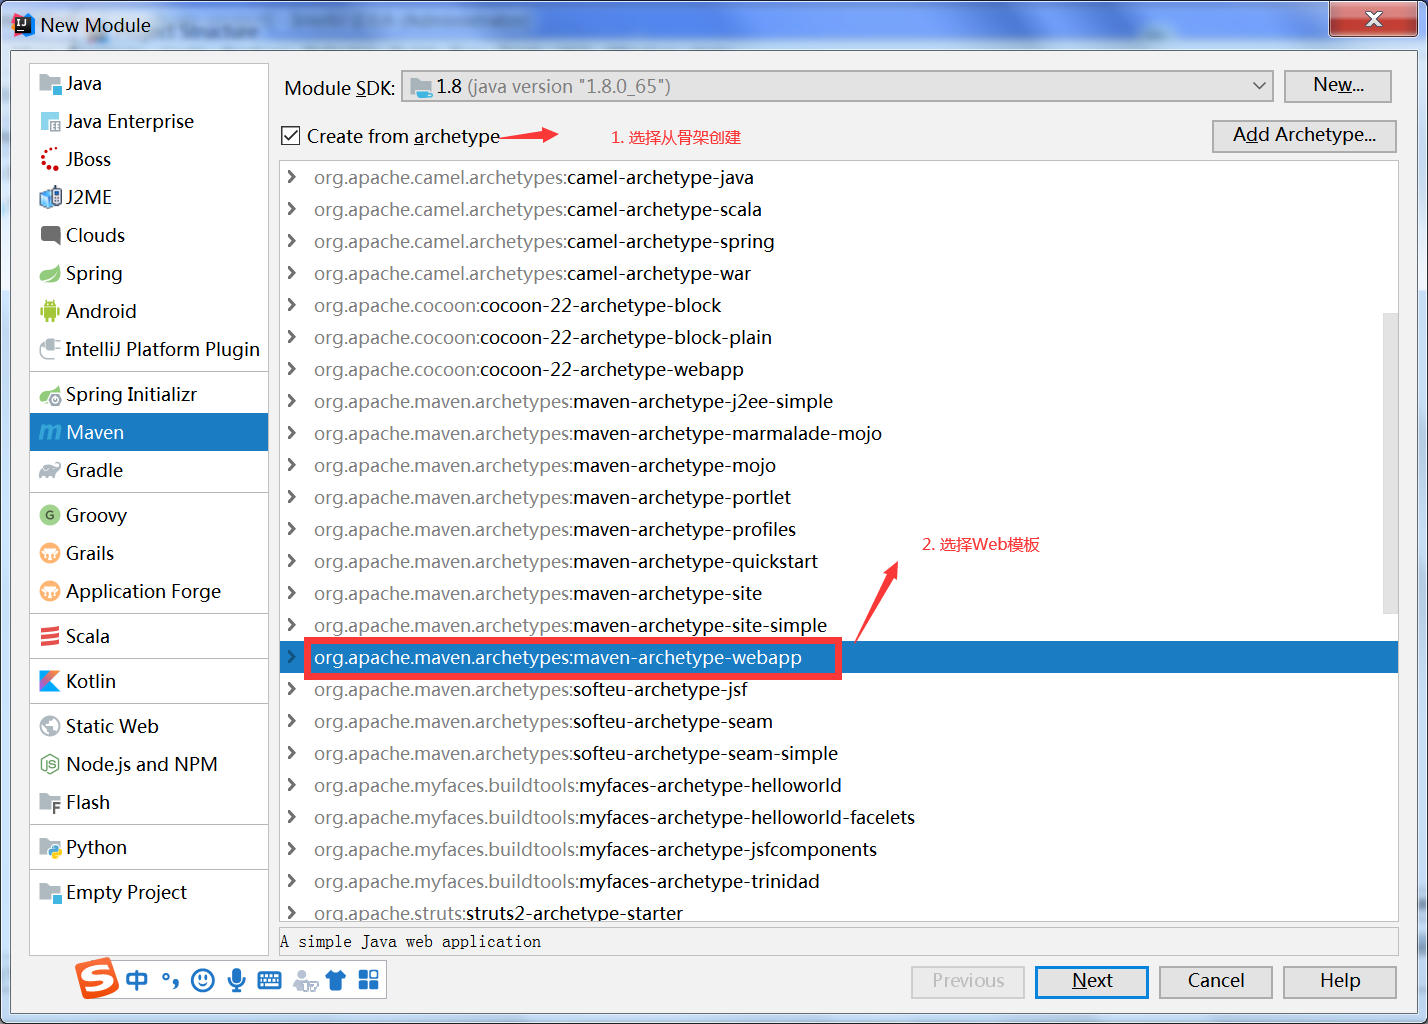 New Module
Java
Java Enterprise
JBoss
J2ME
Clouds
Spring
Android
IntelliJ Platform Plugin
Spring Initializr
Maven
Gradle
Groovy
Grails
Application Forge
Scala
Kotlin
Static Web
Node.js and NPM
Flash
Python
Empty Project
Module SDK: 1.8 (java version "1.8.0_65") New...
Create from archetype 1. 选择从骨架创建 Add Archetype...
org.apache.camel.archetypes:camel-archetype-java
org.apache.camel.archetypes:camel-archetype-scala
org.apache.camel.archetypes:camel-archetype-spring
org.apache.camel.archetypes:camel-archetype-war
org.apache.cocoon:cocoon-22-archetype-block
org.apache.cocoon:cocoon-22-archetype-block-plain
org.apache.cocoon:cocoon-22-archetype-webapp
org.apache.maven.archetypes:maven-archetype-j2ee-simple
org.apache.maven.archetypes:maven-archetype-marmalade-mojo
org.apache.maven.archetypes:maven-archetype-mojo
org.apache.maven.archetypes:maven-archetype-portlet
org.apache.maven.archetypes:maven-archetype-profiles
2. 选择Web模板
org.apache.maven.archetypes:maven-archetype-quickstart
org.apache.maven.archetypes:maven-archetype-site
org.apache.maven.archetypes:maven-archetype-site-simple
org.apache.maven.archetypes:maven-archetype-webapp
org.apache.maven.archetypes:softeu-archetype-jsf
org.apache.maven.archetypes:softeu-archetype-seam
org.apache.maven.archetypes:softeu-archetype-seam-simple
org.apache.myfaces.buildtools:myfaces-archetype-helloworld
org.apache.myfaces.buildtools:myfaces-archetype-helloworld-facelets
org.apache.myfaces.buildtools:myfaces-archetype-jsfcomponents
org.apache.myfaces.buildtools:myfaces-archetype-trinidad
org.apache.struts:struts2-archetype-starter
A simple Java web application
中
Previous Next Cancel Help